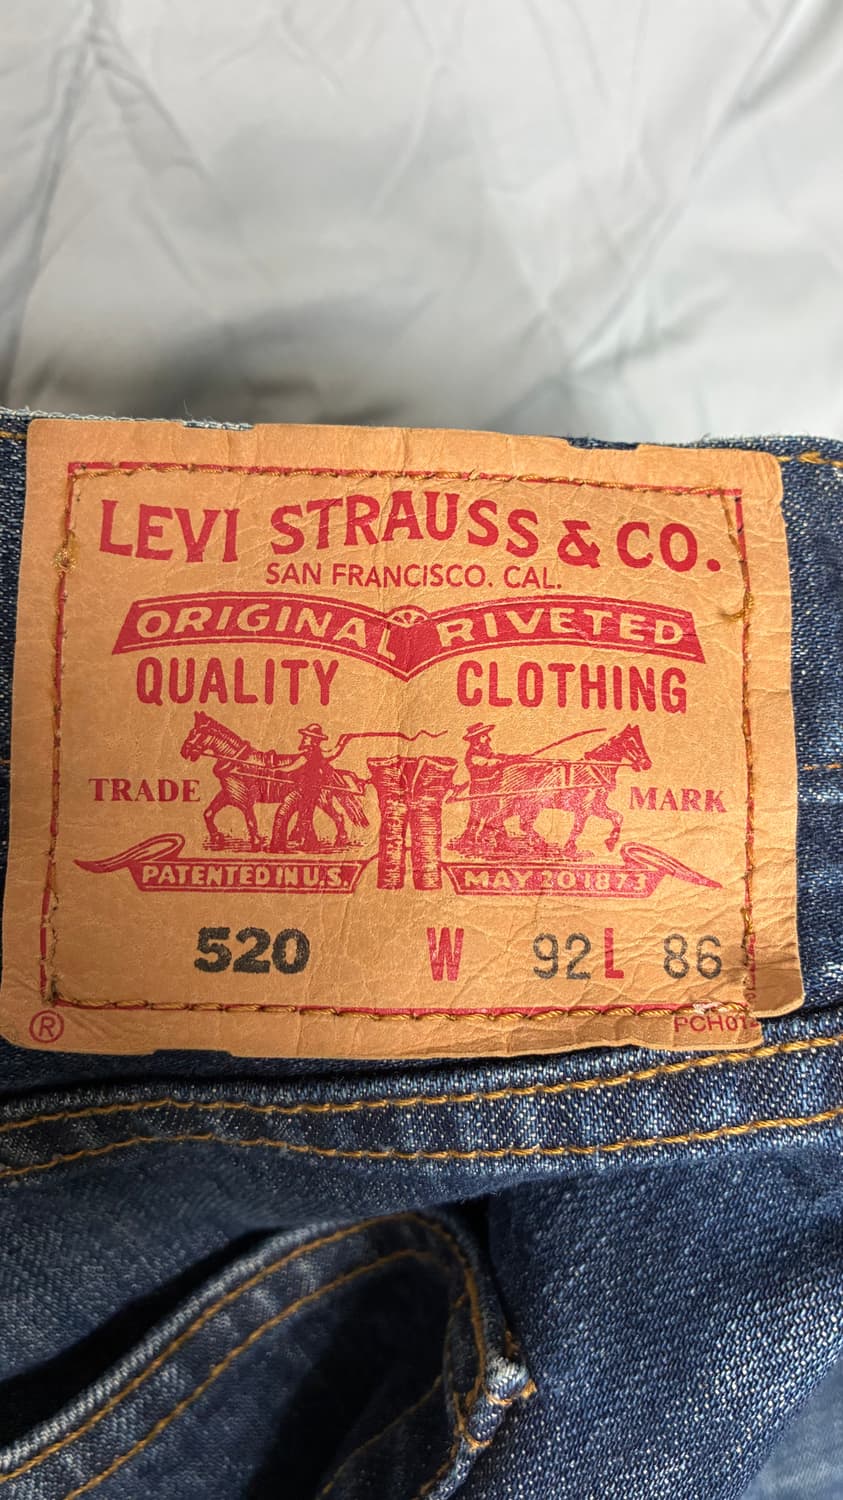 LEVI STRAUSS & CO.
SAN FRANCISCO. CAL.
ORIGINAL RIVETED
QUALITY CLOTHING
TRADE MARK
PATENTED IN U.S. MAY 20 1873
520 W 92 L 86
®